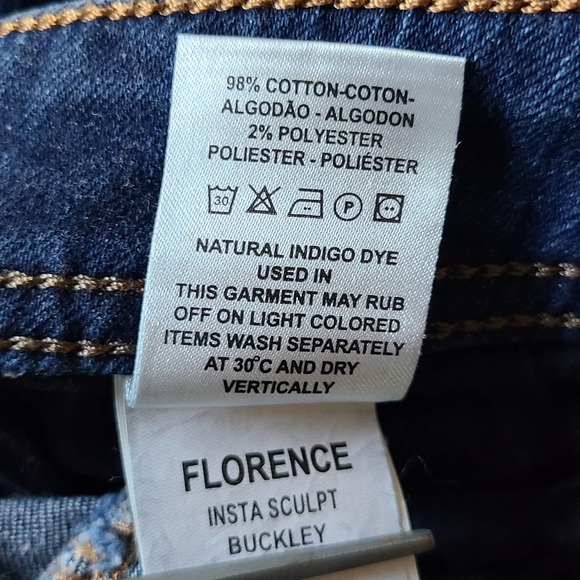 98% COTTON-COTON-
ALGODÃO - ALGODON
2% POLYESTER
POLIESTER - POLIÉSTER
30 P
NATURAL INDIGO DYE
USED IN
THIS GARMENT MAY RUB
OFF ON LIGHT COLORED
ITEMS WASH SEPARATELY
AT 30°C AND DRY
VERTICALLY
FLORENCE
INSTA SCULPT
BUCKLEY